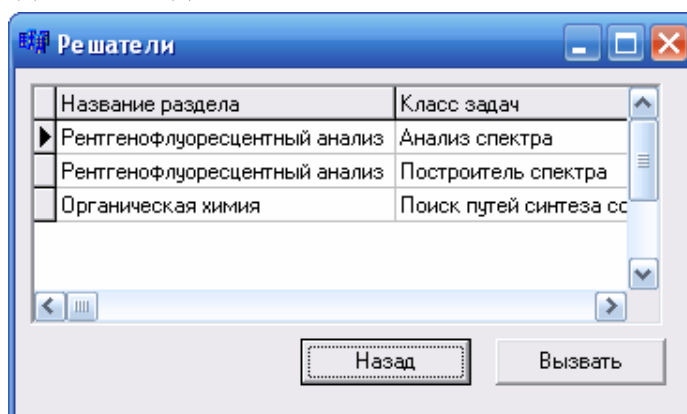 Решатели
Название раздела Класс задач
Рентгенофлуоресцентный анализ Анализ спектра
Рентгенофлуоресцентный анализ Построитель спектра
Органическая химия Поиск путей синтеза со
Назад Вызвать